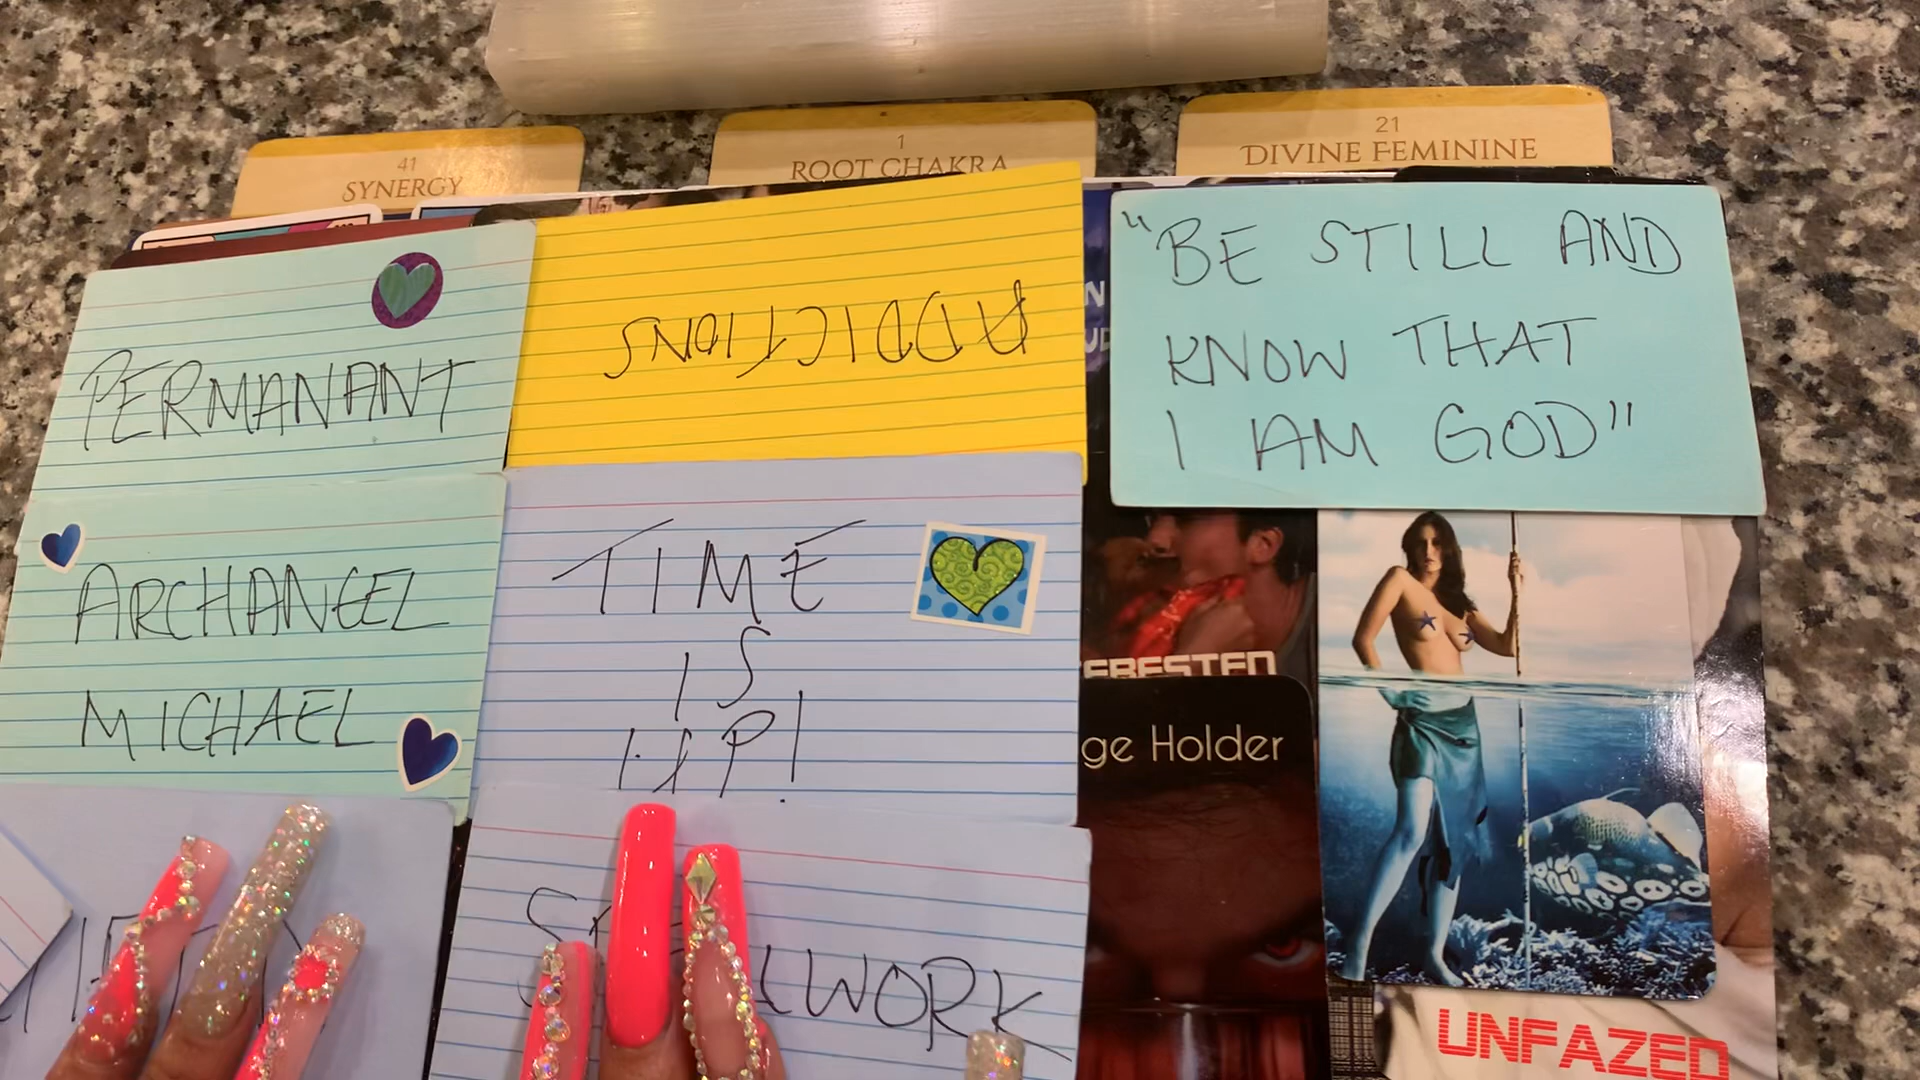 41
SYNERGY
1
ROOT CHAKRA
21
DIVINE FEMININE
PERMANANT
ADDICTIONS
"BE STILL AND
KNOW THAT
I AM GOD"
ARCHANGEL
MICHAEL
TIME
IS
UP!
Holder
UNFAZED